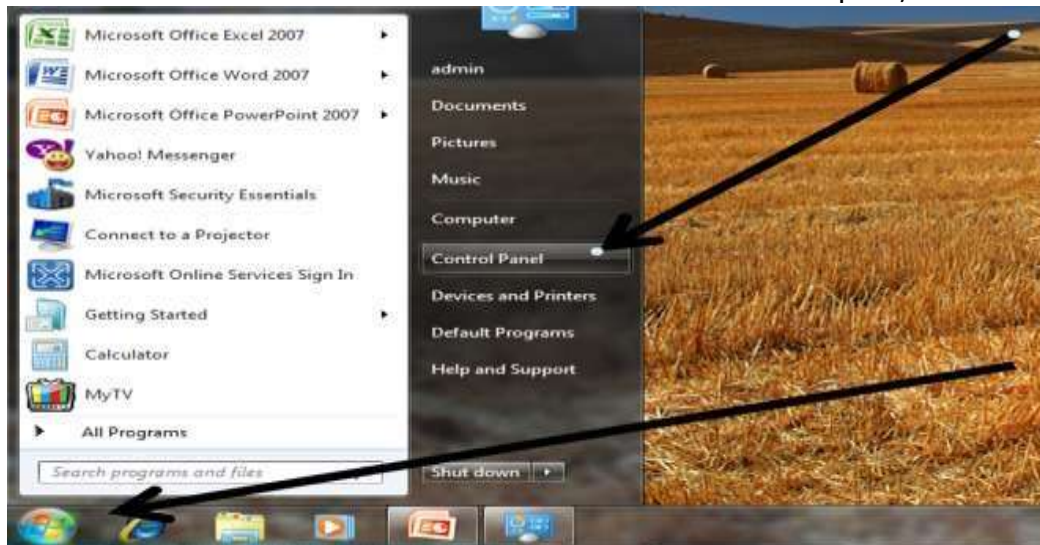 Microsoft Office Excel 2007
Microsoft Office Word 2007
Microsoft Office PowerPoint 2007
Yahoo! Messenger
Microsoft Security Essentials
Connect to a Projector
Microsoft Online Services Sign In
Getting Started
Calculator
MyTV
All Programs
Search programs and files
admin
Documents
Pictures
Music
Computer
Control Panel
Devices and Printers
Default Programs
Help and Support
Shut down